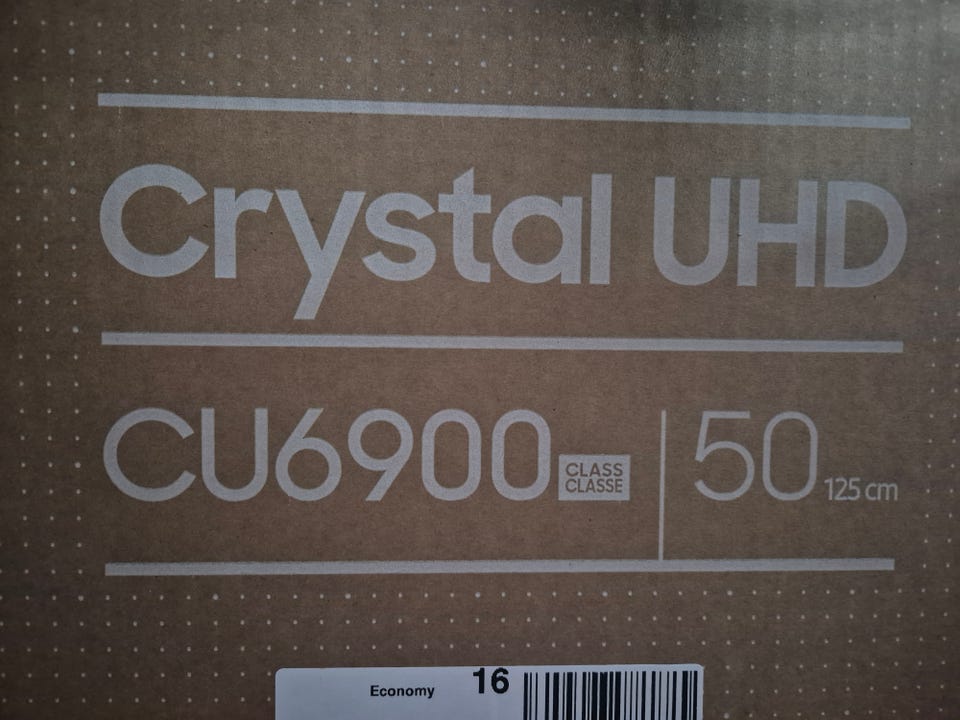 Crystal UHD
CU6900 CLASS CLASSE 50 125 cm
Economy 16